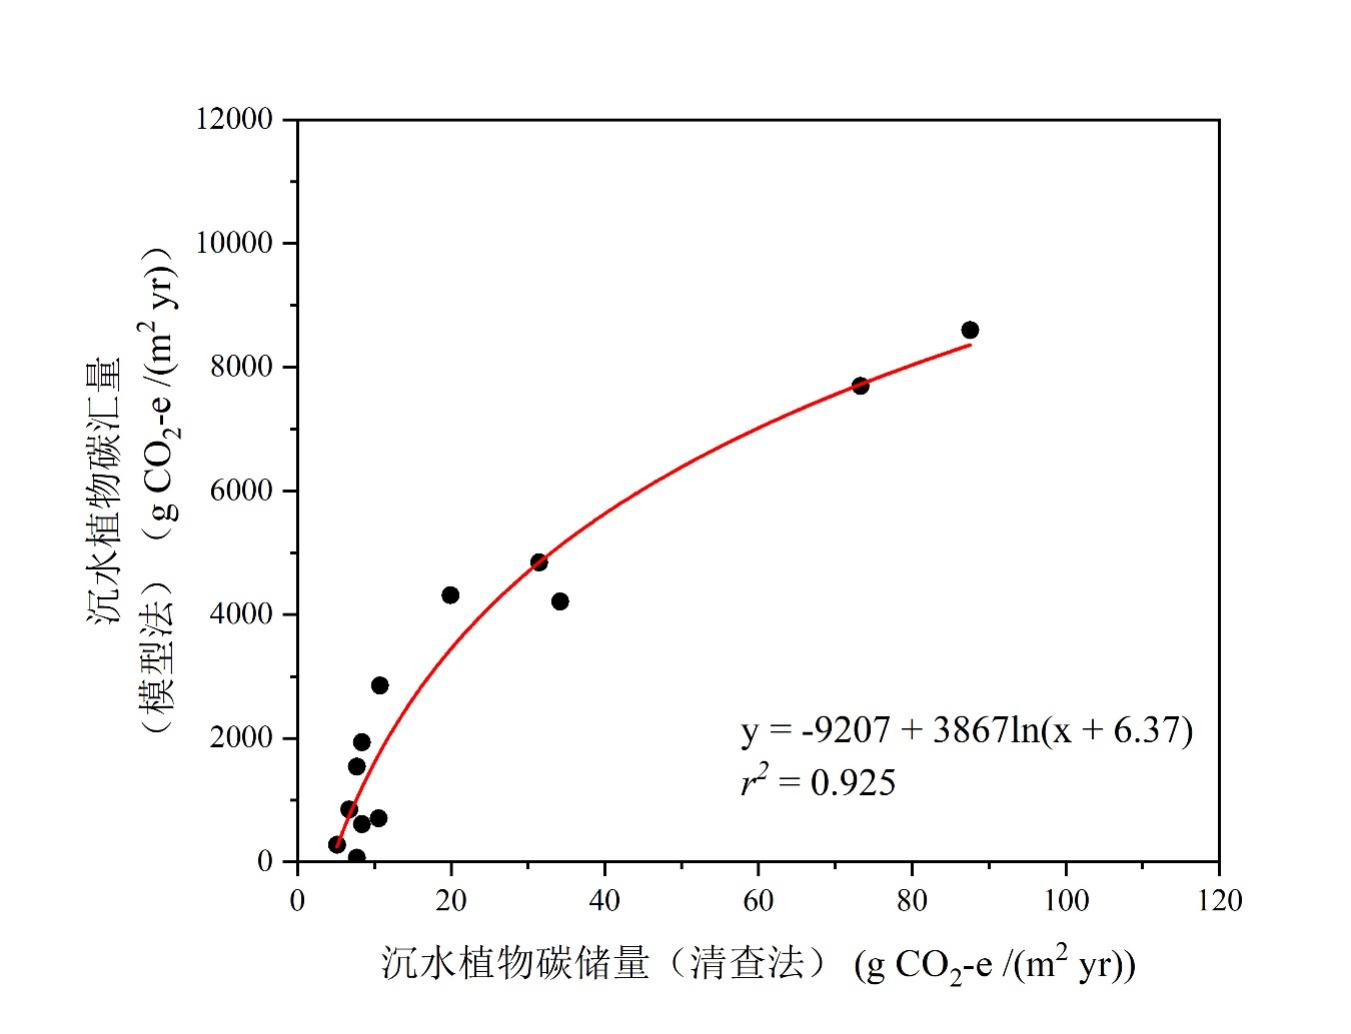 12000
10000
8000
6000
4000
2000
0
0 20 40 60 80 100 120
沉水植物碳汇量
（模型法）（g CO₂-e /(m² yr)）
y = -9207 + 3867ln(x + 6.37)
r² = 0.925
沉水植物碳储量（清查法） (g CO₂-e /(m² yr))